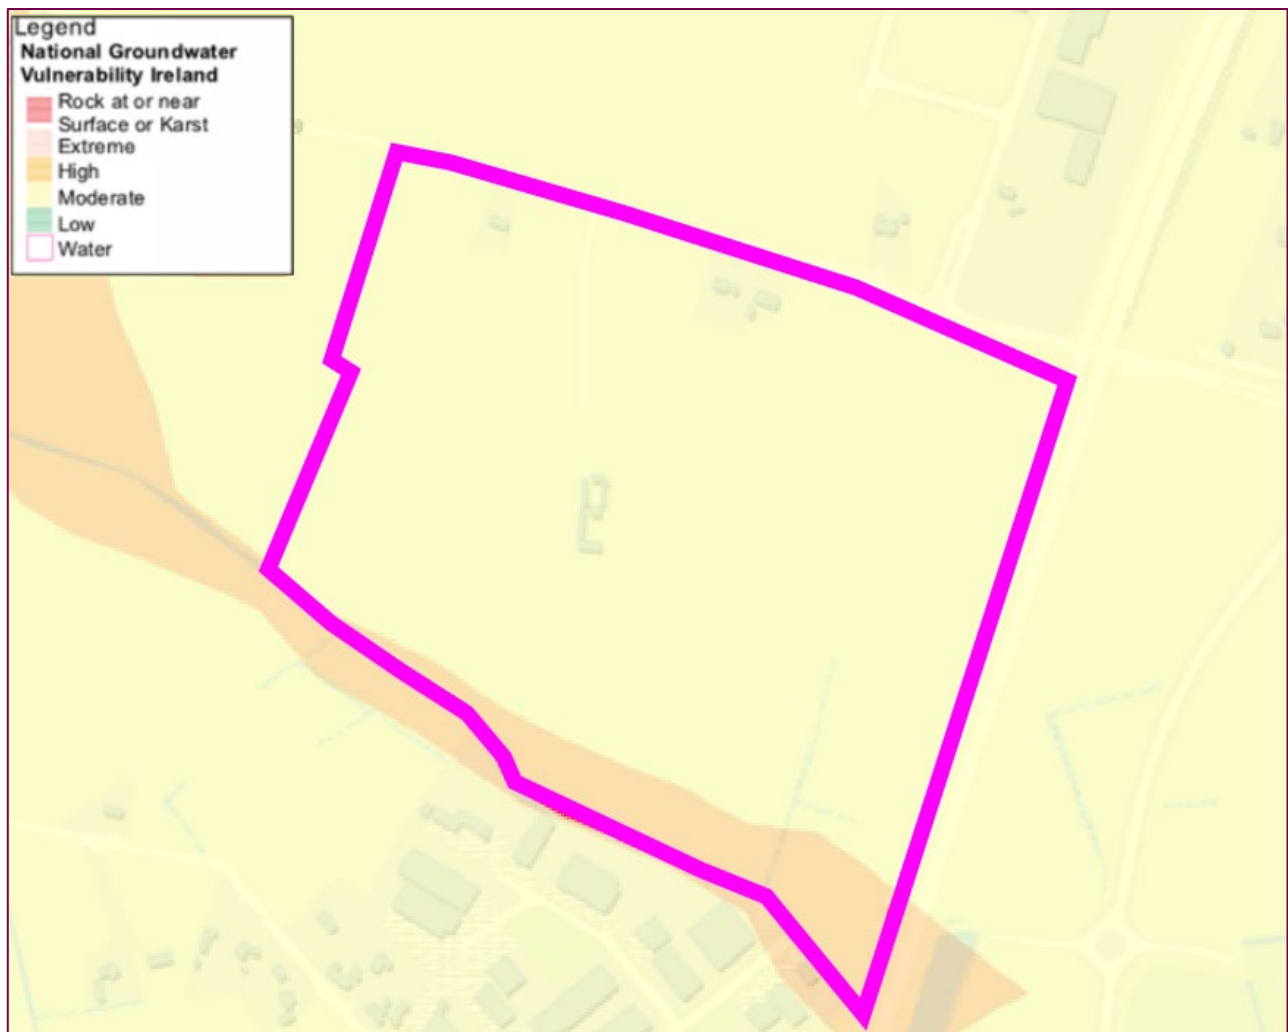 Legend
National Groundwater
Vulnerability Ireland
Rock at or near
Surface or Karst
Extreme
High
Moderate
Low
Water